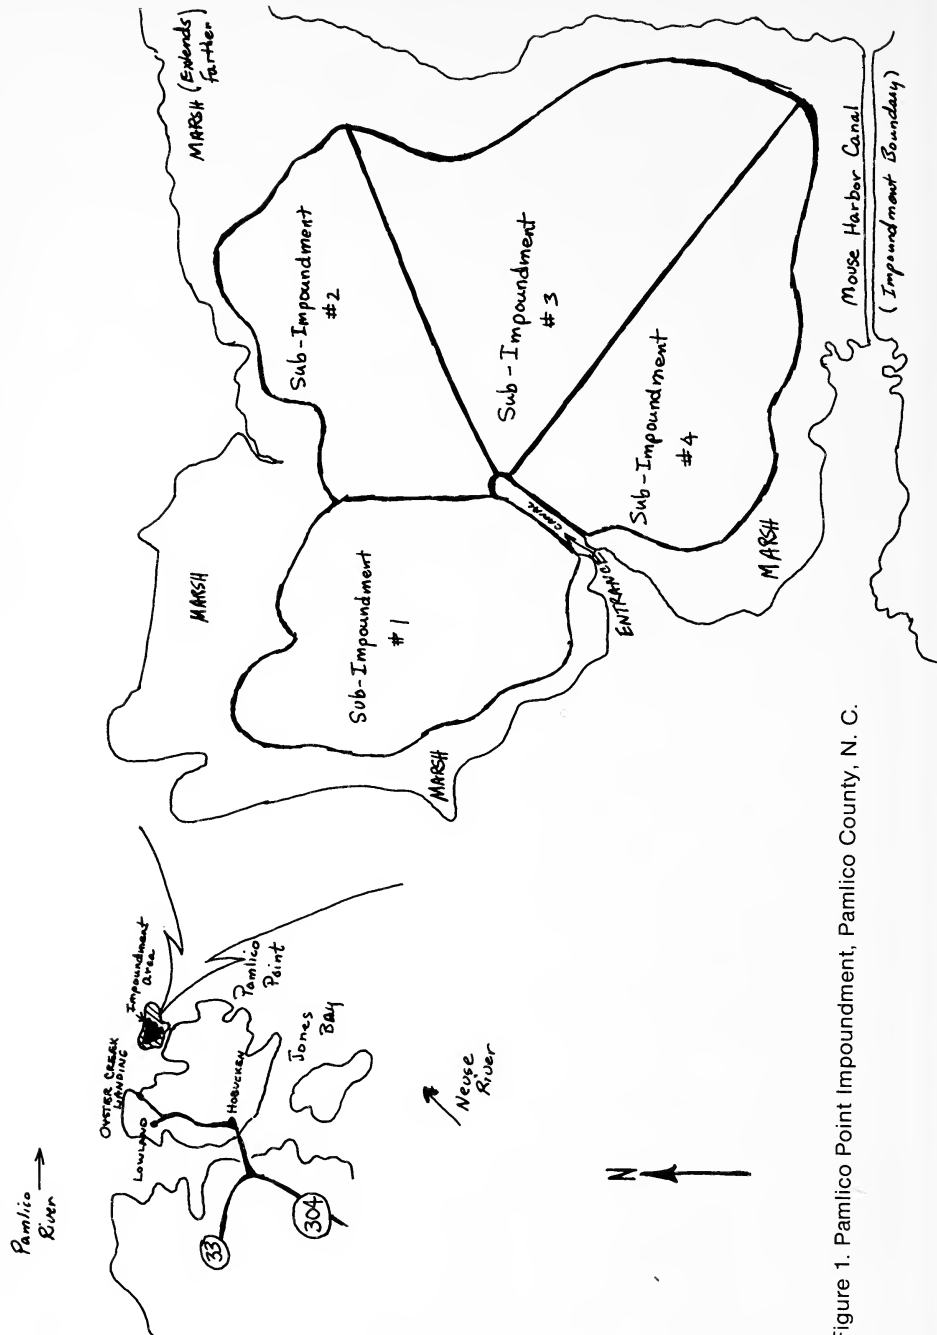 Pamlico
River
OYSTER CREEK
LANDING
LOWLAND
Impoundment
area
HOBUCKEN
Pamlico
Point
Jones
BAY
33
304
Neuse
River
N
MARSH (Extends
farther)
MARSH
Sub-Impoundment
#2
Sub-Impoundment
#1
Sub-Impoundment
#3
Sub-Impoundment
#4
CANAL
ENTRANCE
MARSH
MARSH
Mouse Harbor Canal
(Impoundment Boundary)
Figure 1. Pamlico Point Impoundment, Pamlico County, N. C.